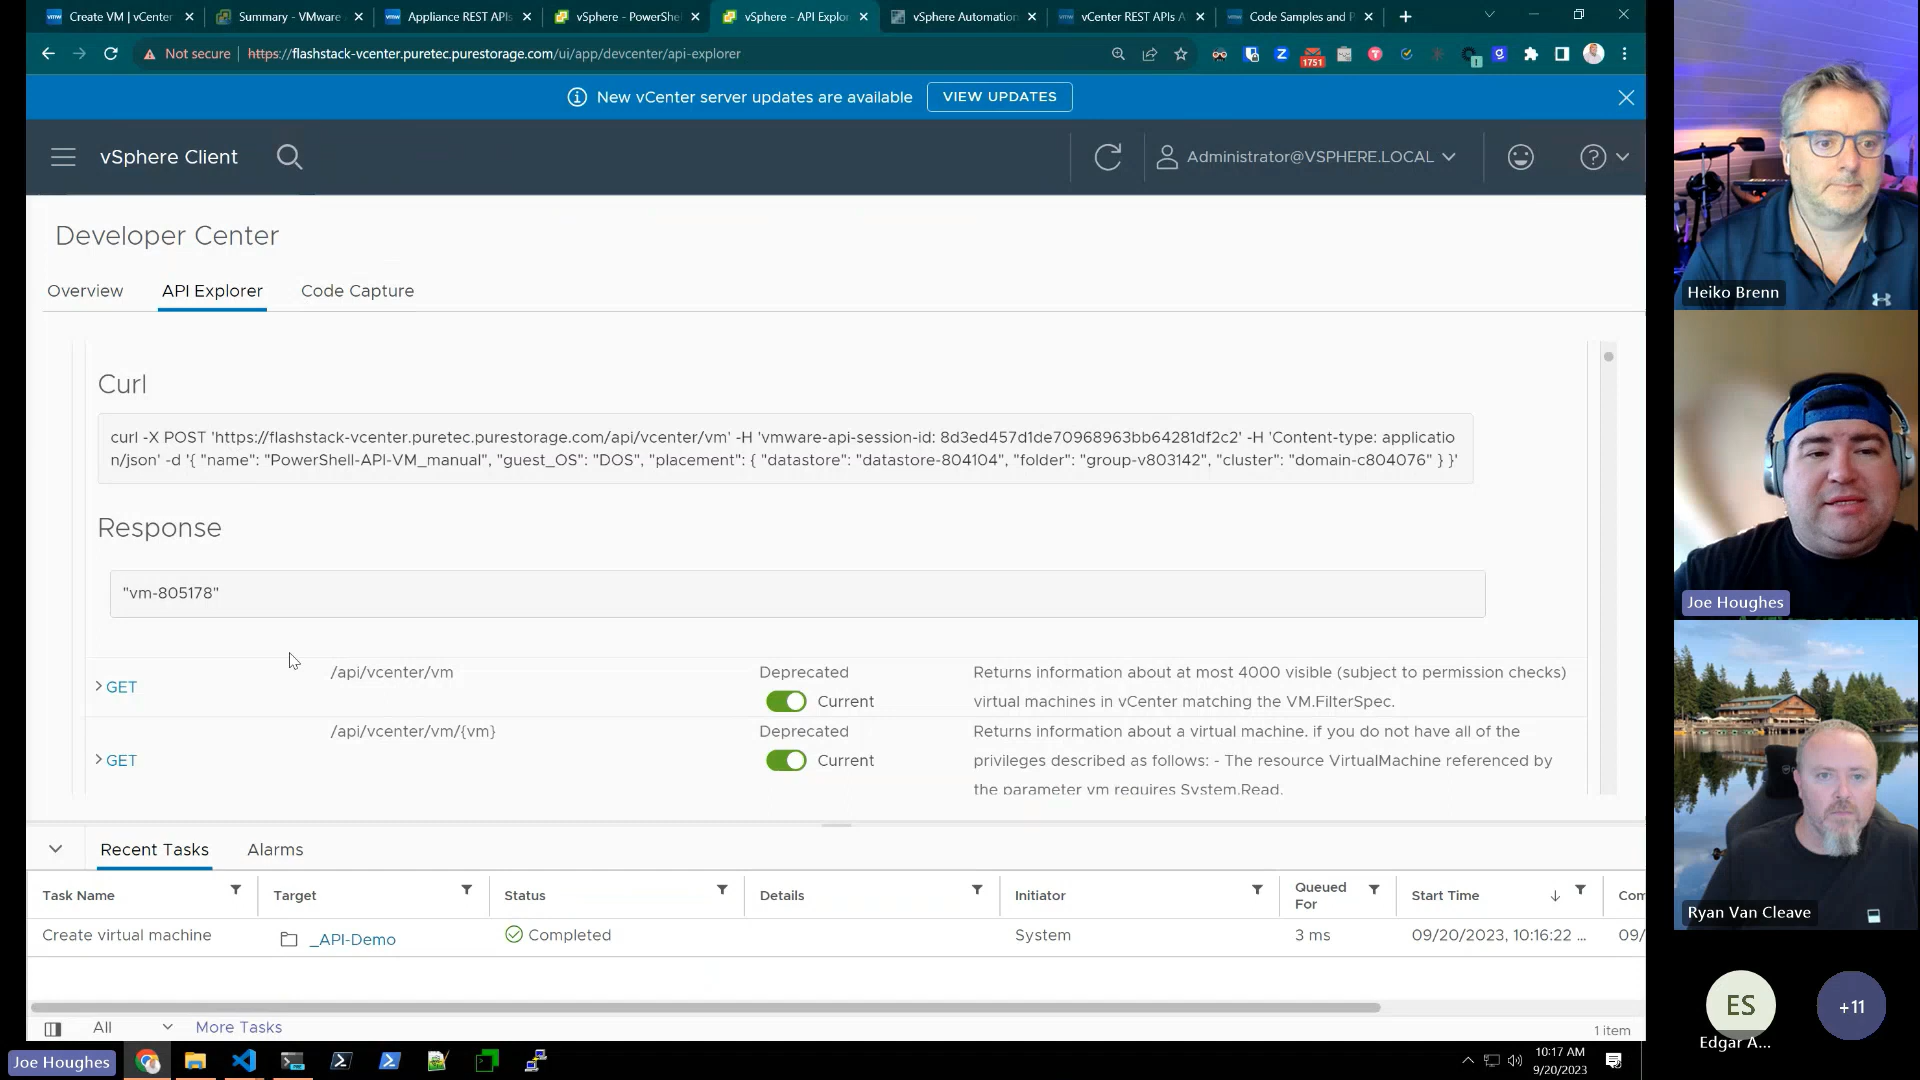 Create VM | vCenter
Summary - VMware
Appliance REST APIs
vSphere - PowerShe
vSphere - API Explo
vSphere Automation
vCenter REST APIs A
Code Samples and P
Not secure
https://flashstack-vcenter.puretec.purestorage.com/ui/app/devcenter/api-explorer
1751
New vCenter server updates are available
VIEW UPDATES
vSphere Client
Administrator@VSPHERE.LOCAL
Developer Center
Overview
API Explorer
Code Capture
Curl
curl -X POST 'https://flashstack-vcenter.puretec.purestorage.com/api/vcenter/vm' -H 'vmware-api-session-id: 8d3ed457d1de70968963bb64281df2c2' -H 'Content-type: applicatio
n/json' -d '{ "name": "PowerShell-API-VM_manual", "guest_OS": "DOS", "placement": { "datastore": "datastore-804104", "folder": "group-v803142", "cluster": "domain-c804076" } }'
Response
"vm-805178"
GET
/api/vcenter/vm
Deprecated
Current
Returns information about at most 4000 visible (subject to permission checks)
virtual machines in vCenter matching the VM.FilterSpec.
GET
/api/vcenter/vm/{vm}
Deprecated
Current
Returns information about a virtual machine. if you do not have all of the
privileges described as follows: - The resource VirtualMachine referenced by
the parameter vm requires System.Read.
Recent Tasks
Alarms
Task Name
Target
Status
Details
Initiator
Queued
For
Start Time
Com
Create virtual machine
_API-Demo
Completed
System
3 ms
09/20/2023, 10:16:22 ...
09/
All
More Tasks
1 item
Joe Houghes
10:17 AM
9/20/2023
Heiko Brenn
Joe Houghes
Ryan Van Cleave
ES
Edgar A...
+11